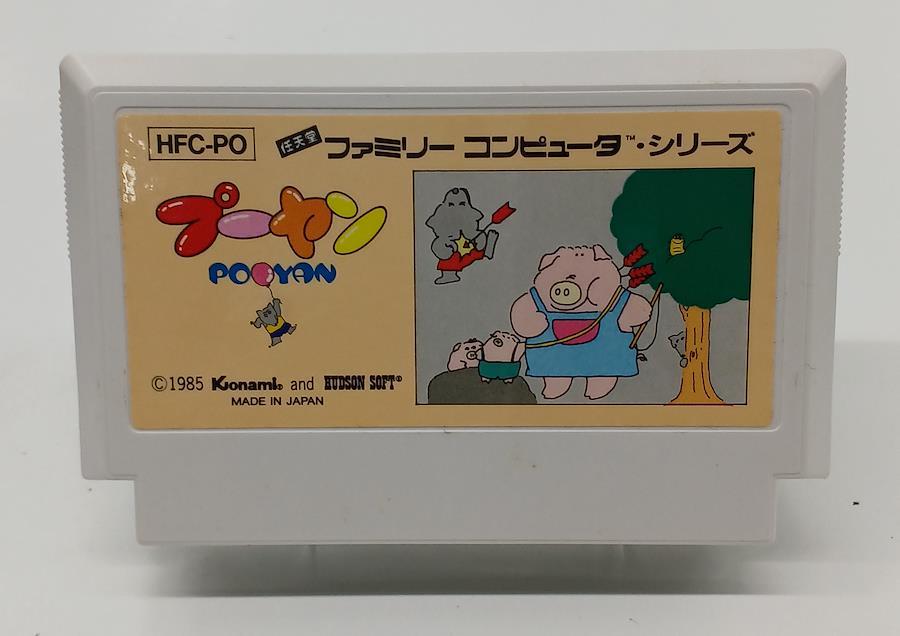 HFC-PO
任天堂 ファミリー コンピュータ™・シリーズ
プーヤン
POOYAN
©1985 Konami® and HUDSON SOFT®
MADE IN JAPAN